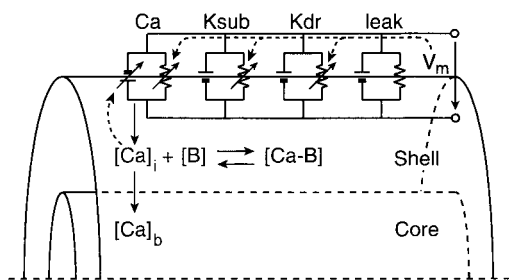 Ca Ksub Kdr leak
Vm
[Ca]i + [B] ⇄ [Ca-B] Shell
[Ca]b Core